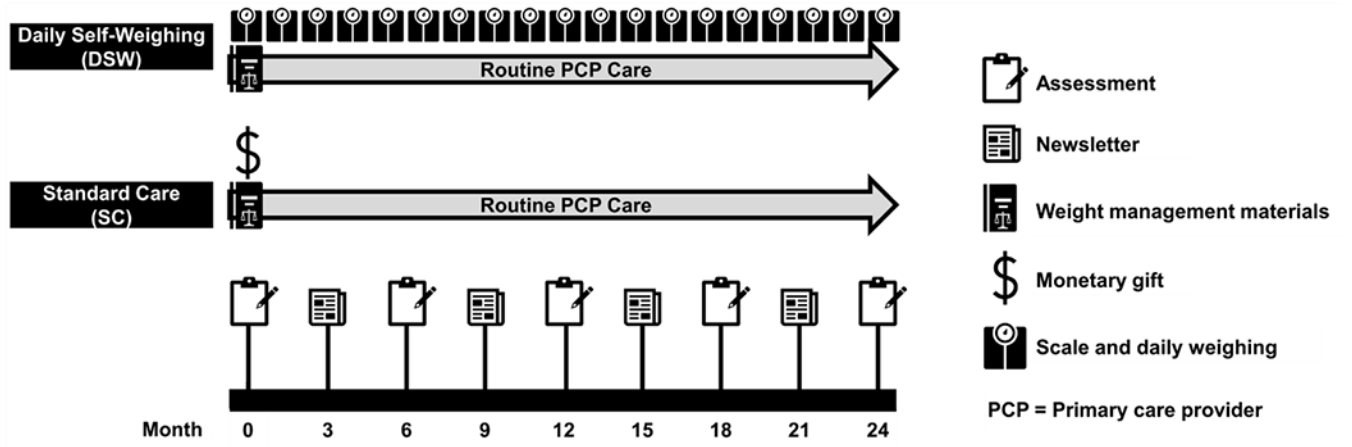 Daily Self-Weighing
(DSW)
Routine PCP Care
$
Standard Care
(SC)
Routine PCP Care
Month 0 3 6 9 12 15 18 21 24
Assessment
Newsletter
Weight management materials
$ Monetary gift
Scale and daily weighing
PCP = Primary care provider